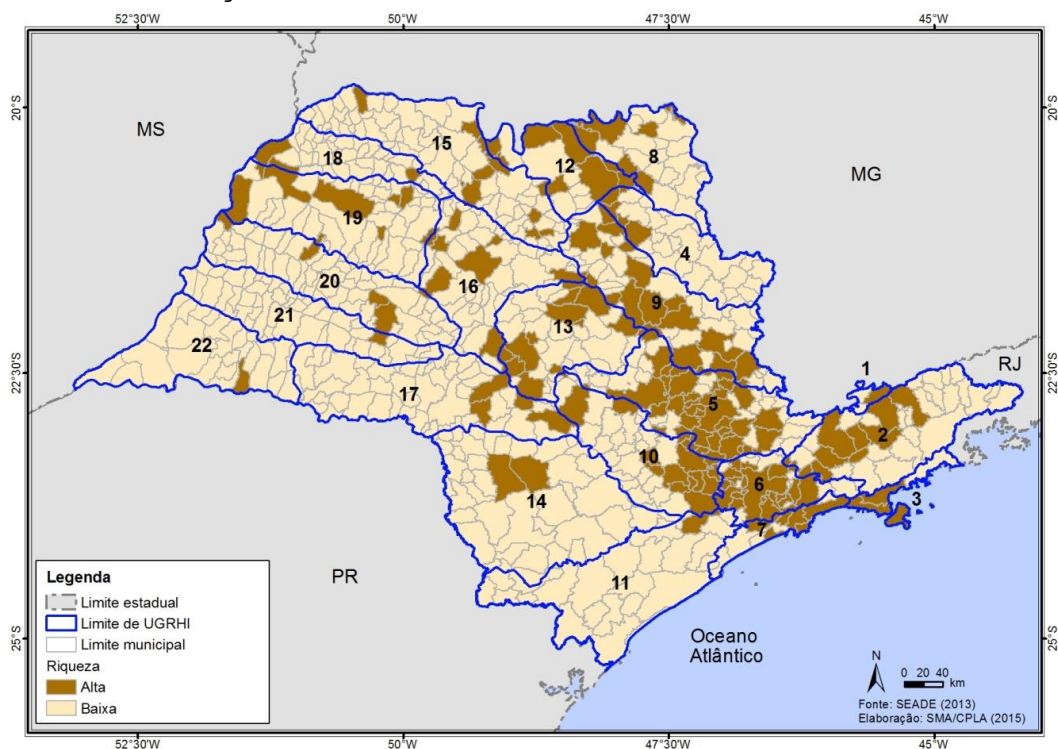 52°30'W 50°W 47°30'W 45°W
20°S 20°S
MS
15
8
12
18
MG
19
4
20
16
9
21
13
22
22°30'S 22°30'S
1
RJ
17
5
2
10
6
3
14
7
PR
11
25°S 25°S
Oceano
Atlântico
Legenda
Limite estadual
Limite de UGRHI
Limite municipal
Riqueza
Alta
Baixa
N
0 20 40
km
Fonte: SEADE (2013)
Elaboração: SMA/CPLA (2015)
52°30'W 50°W 47°30'W 45°W